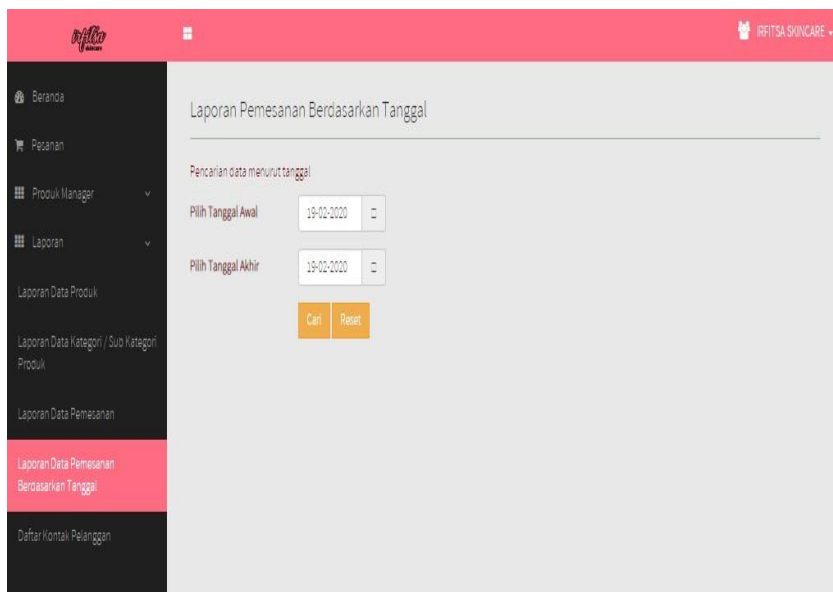 irfitsa
skincare
IRFITSA SKINCARE
Beranda
Pesanan
Produk Manager
Laporan
Laporan Data Produk
Laporan Data Kategori / Sub Kategori
Produk
Laporan Data Pemesanan
Laporan Data Pemesanan
Berdasarkan Tanggal
Daftar Kontak Pelanggan
Laporan Pemesanan Berdasarkan Tanggal
Pencarian data menurut tanggal
Pilih Tanggal Awal 19-02-2020
Pilih Tanggal Akhir 19-02-2020
Cari Reset